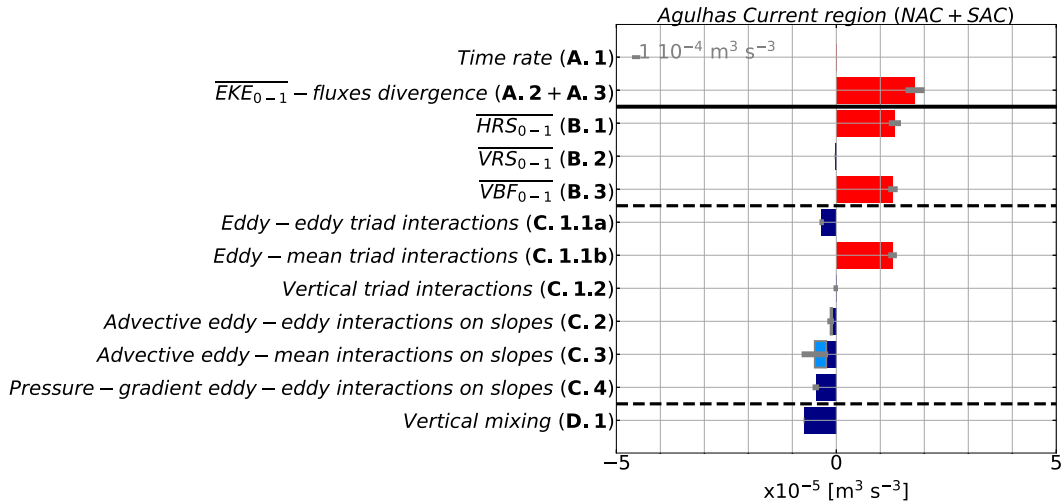 Agulhas Current region (NAC + SAC)
Time rate (A. 1)
1 10⁻⁴ m³ s⁻³
EKE₀₋₁ − fluxes divergence (A. 2 + A. 3)
HRS₀₋₁ (B. 1)
VRS₀₋₁ (B. 2)
VBF₀₋₁ (B. 3)
Eddy − eddy triad interactions (C. 1.1a)
Eddy − mean triad interactions (C. 1.1b)
Vertical triad interactions (C. 1.2)
Advective eddy − eddy interactions on slopes (C. 2)
Advective eddy − mean interactions on slopes (C. 3)
Pressure − gradient eddy − eddy interactions on slopes (C. 4)
Vertical mixing (D. 1)
−5 0 5
x10⁻⁵ [m³ s⁻³]